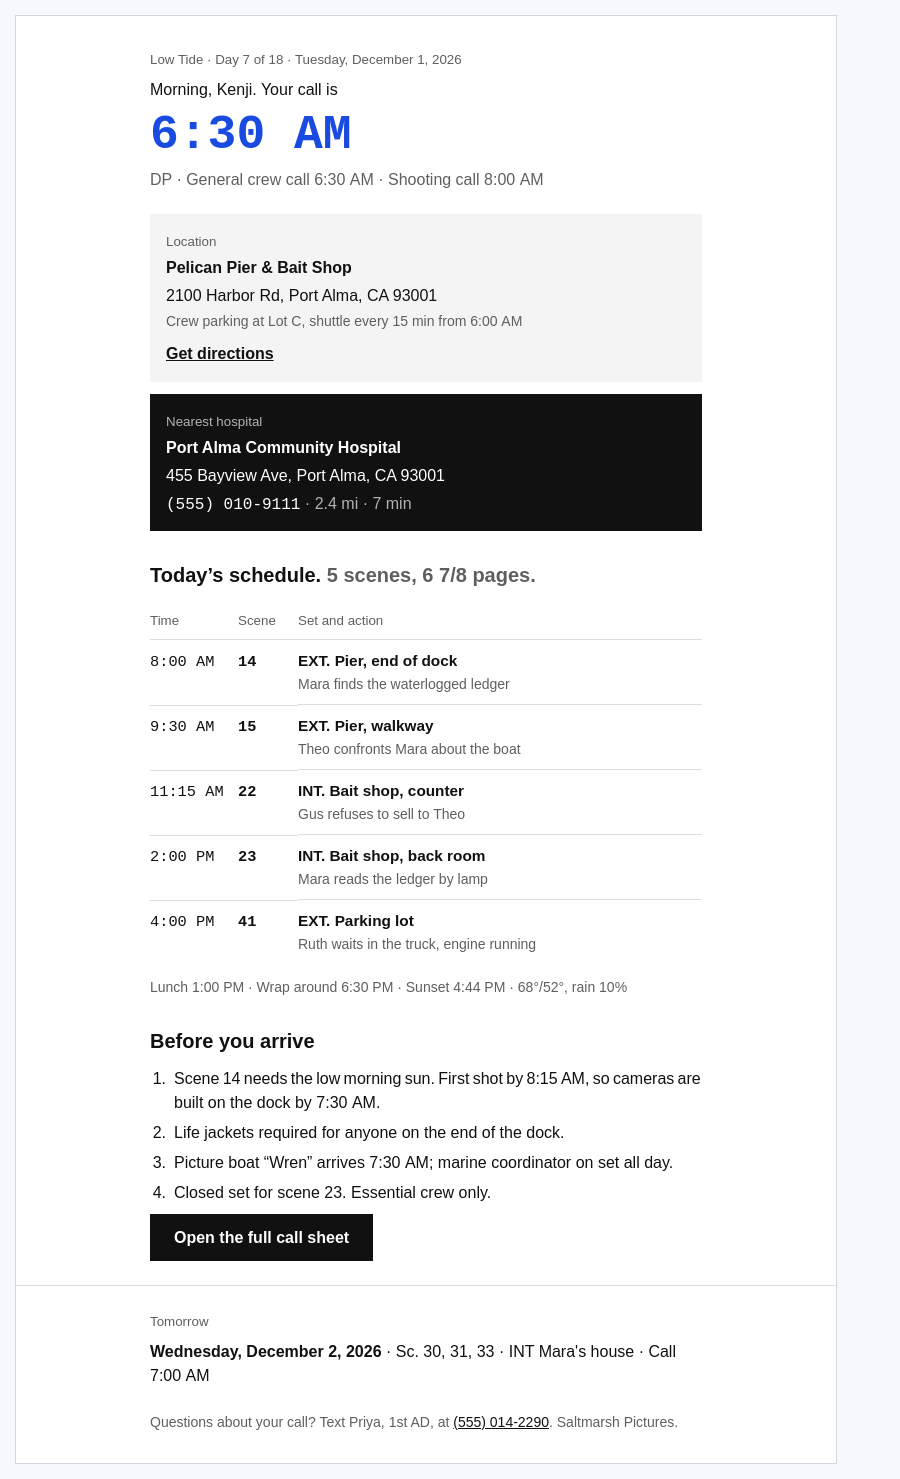 Low Tide · Day 7 of 18 · Tuesday, December 1, 2026
Morning, Kenji. Your call is
6:30 AM
DP · General crew call 6:30 AM · Shooting call 8:00 AM
Location
Pelican Pier & Bait Shop
2100 Harbor Rd, Port Alma, CA 93001
Crew parking at Lot C, shuttle every 15 min from 6:00 AM
Get directions
Nearest hospital
Port Alma Community Hospital
455 Bayview Ave, Port Alma, CA 93001
(555) 010-9111 · 2.4 mi · 7 min
Today’s schedule. 5 scenes, 6 7/8 pages.
Time Scene Set and action
8:00 AM 14 EXT. Pier, end of dock
Mara finds the waterlogged ledger
9:30 AM 15 EXT. Pier, walkway
Theo confronts Mara about the boat
11:15 AM 22 INT. Bait shop, counter
Gus refuses to sell to Theo
2:00 PM 23 INT. Bait shop, back room
Mara reads the ledger by lamp
4:00 PM 41 EXT. Parking lot
Ruth waits in the truck, engine running
Lunch 1:00 PM · Wrap around 6:30 PM · Sunset 4:44 PM · 68°/52°, rain 10%
Before you arrive
1. Scene 14 needs the low morning sun. First shot by 8:15 AM, so cameras are
built on the dock by 7:30 AM.
2. Life jackets required for anyone on the end of the dock.
3. Picture boat “Wren” arrives 7:30 AM; marine coordinator on set all day.
4. Closed set for scene 23. Essential crew only.
Open the full call sheet
Tomorrow
Wednesday, December 2, 2026 · Sc. 30, 31, 33 · INT Mara's house · Call
7:00 AM
Questions about your call? Text Priya, 1st AD, at (555) 014-2290. Saltmarsh Pictures.